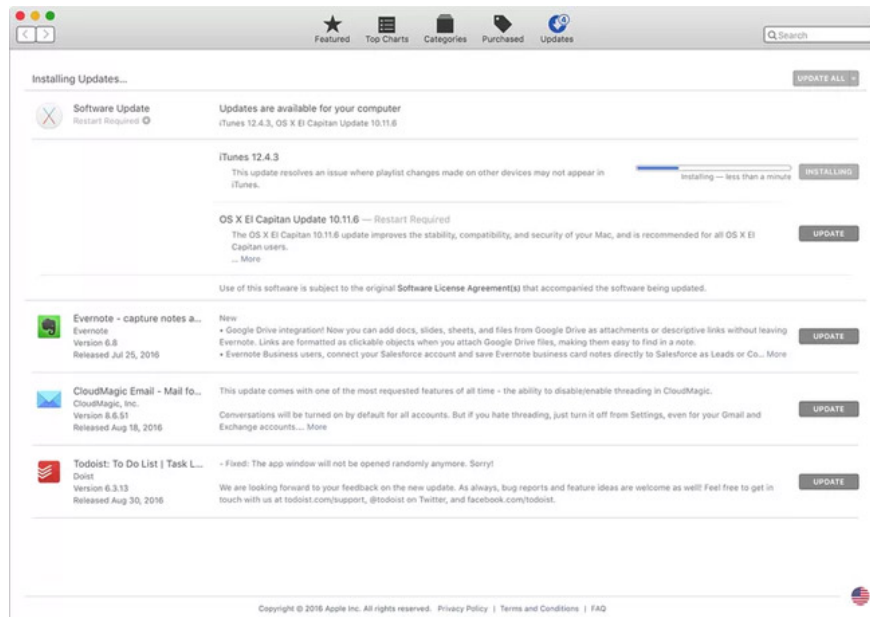 4
Featured Top Charts Categories Purchased Updates
Search
Installing Updates...
UPDATE ALL
Software Update
Restart Required
Updates are available for your computer
iTunes 12.4.3, OS X El Capitan Update 10.11.6
iTunes 12.4.3
This update resolves an issue where playlist changes made on other devices may not appear in
iTunes.
Installing — less than a minute
INSTALLING
OS X El Capitan Update 10.11.6 — Restart Required
The OS X El Capitan 10.11.6 update improves the stability, compatibility, and security of your Mac, and is recommended for all OS X El
Capitan users.
... More
UPDATE
Use of this software is subject to the original Software License Agreement(s) that accompanied the software being updated.
Evernote - capture notes a...
Evernote
Version 6.8
Released Jul 25, 2016
New
• Google Drive integration! Now you can add docs, slides, sheets, and files from Google Drive as attachments or descriptive links without leaving
Evernote. Links are formatted as clickable objects when you attach Google Drive files, making them easy to find in a note.
• Evernote Business users, connect your Salesforce account and save Evernote business card notes directly to Salesforce as Leads or Co... More
UPDATE
CloudMagic Email - Mail fo...
CloudMagic, Inc.
Version 8.6.51
Released Aug 18, 2016
This update comes with one of the most requested features of all time - the ability to disable/enable threading in CloudMagic.
Conversations will be turned on by default for all accounts. But if you hate threading, just turn it off from Settings, even for your Gmail and
Exchange accounts.... More
UPDATE
Todoist: To Do List | Task L...
Doist
Version 6.3.13
Released Aug 30, 2016
- Fixed: The app window will not be opened randomly anymore. Sorry!
We are looking forward to your feedback on the new update. As always, bug reports and feature ideas are welcome as well! Feel free to get in
touch with us at todoist.com/support, @todoist on Twitter, and facebook.com/todoist.
UPDATE
Copyright © 2016 Apple Inc. All rights reserved. Privacy Policy | Terms and Conditions | FAQ